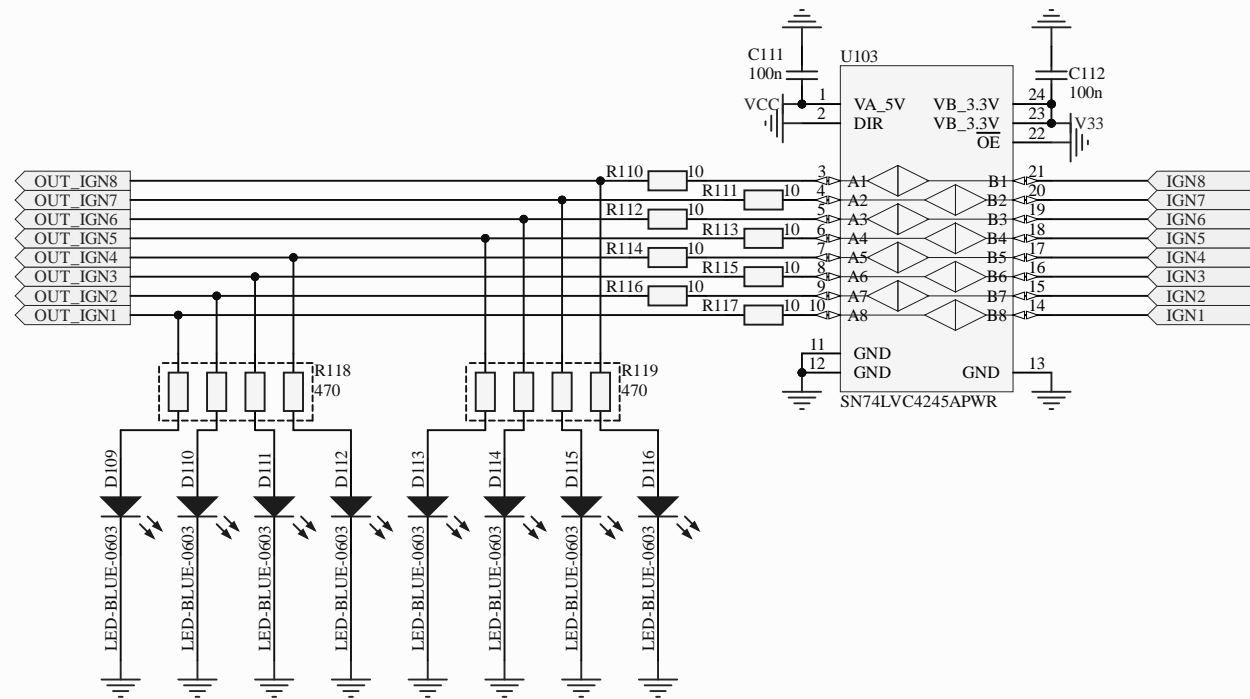 U103
C111
100n
C112
100n
VCC
1
VA_5V
VB_3.3V
24
2
DIR
VB_3.3V
23
V33
OE
22
OUT_IGN8
R110
10
3
A1
B1
21
IGN8
OUT_IGN7
R111
10
4
A2
B2
20
IGN7
OUT_IGN6
R112
10
5
A3
B3
19
IGN6
OUT_IGN5
R113
10
6
A4
B4
18
IGN5
OUT_IGN4
R114
10
7
A5
B5
17
IGN4
OUT_IGN3
R115
10
8
A6
B6
16
IGN3
OUT_IGN2
R116
10
9
A7
B7
15
IGN2
OUT_IGN1
R117
10
10
A8
B8
14
IGN1
11
GND
12
GND
GND
13
SN74LVC4245APWR
R118
470
R119
470
D109
D110
D111
D112
D113
D114
D115
D116
LED-BLUE-0603
LED-BLUE-0603
LED-BLUE-0603
LED-BLUE-0603
LED-BLUE-0603
LED-BLUE-0603
LED-BLUE-0603
LED-BLUE-0603